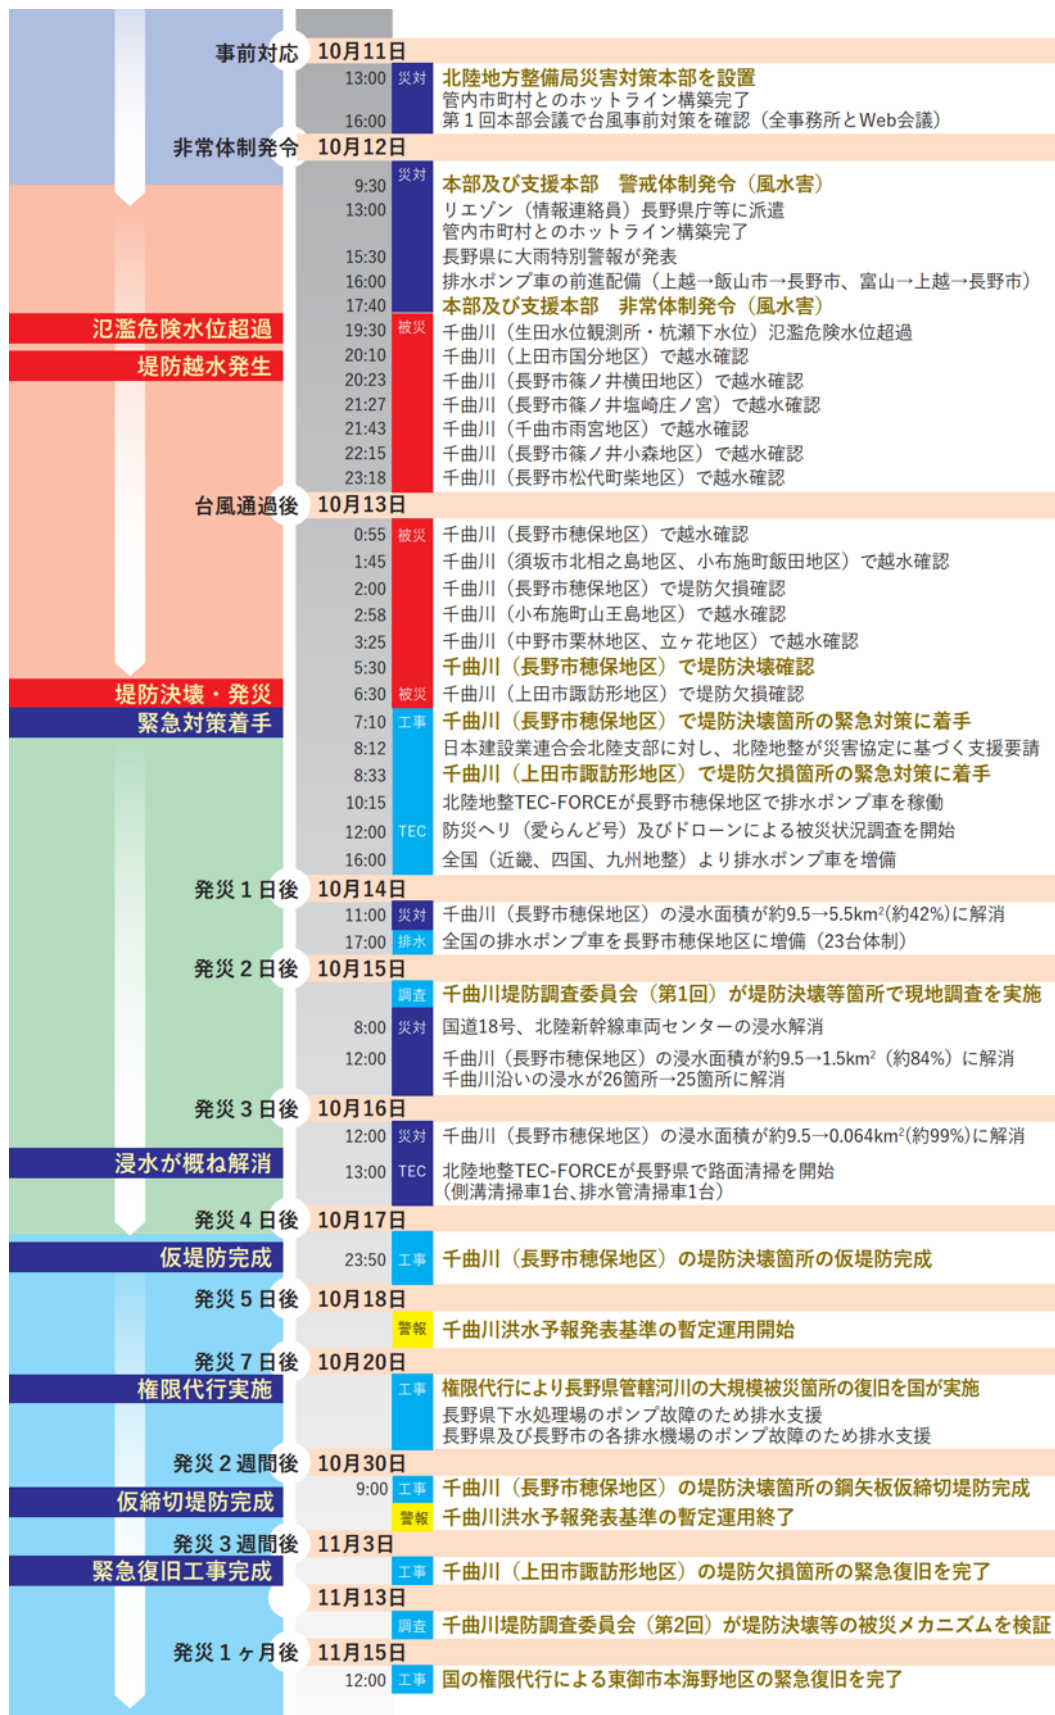 事前対応 10月11日
13:00 災対 北陸地方整備局災害対策本部を設置
管内市町村とのホットライン構築完了
16:00 第1回本部会議で台風事前対策を確認（全事務所とWeb会議）
非常体制発令 10月12日
災対
9:30 本部及び支援本部　警戒体制発令（風水害）
13:00 リエゾン（情報連絡員）長野県庁等に派遣
管内市町村とのホットライン構築完了
15:30 長野県に大雨特別警報が発表
16:00 排水ポンプ車の前進配備（上越→飯山市→長野市、富山→上越→長野市）
17:40 本部及び支援本部　非常体制発令（風水害）
氾濫危険水位超過 19:30 被災 千曲川（生田水位観測所・杭瀬下水位）氾濫危険水位超過
堤防越水発生 20:10 千曲川（上田市国分地区）で越水確認
20:23 千曲川（長野市篠ノ井横田地区）で越水確認
21:27 千曲川（長野市篠ノ井塩崎庄ノ宮）で越水確認
21:43 千曲川（千曲市雨宮地区）で越水確認
22:15 千曲川（長野市篠ノ井小森地区）で越水確認
23:18 千曲川（長野市松代町柴地区）で越水確認
台風通過後 10月13日
0:55 被災 千曲川（長野市穂保地区）で越水確認
1:45 千曲川（須坂市北相之島地区、小布施町飯田地区）で越水確認
2:00 千曲川（長野市穂保地区）で堤防欠損確認
2:58 千曲川（小布施町山王島地区）で越水確認
3:25 千曲川（中野市栗林地区、立ヶ花地区）で越水確認
5:30 千曲川（長野市穂保地区）で堤防決壊確認
堤防決壊・発災 6:30 被災 千曲川（上田市諏訪形地区）で堤防欠損確認
緊急対策着手 7:10 工事 千曲川（長野市穂保地区）で堤防決壊箇所の緊急対策に着手
8:12 日本建設業連合会北陸支部に対し、北陸地整が災害協定に基づく支援要請
8:33 千曲川（上田市諏訪形地区）で堤防欠損箇所の緊急対策に着手
10:15 北陸地整TEC-FORCEが長野市穂保地区で排水ポンプ車を稼働
12:00 TEC 防災ヘリ（愛らんど号）及びドローンによる被災状況調査を開始
16:00 全国（近畿、四国、九州地整）より排水ポンプ車を増備
発災1日後 10月14日
11:00 災対 千曲川（長野市穂保地区）の浸水面積が約9.5→5.5km²(約42%)に解消
17:00 排水 全国の排水ポンプ車を長野市穂保地区に増備（23台体制）
発災2日後 10月15日
調査 千曲川堤防調査委員会（第1回）が堤防決壊等箇所で現地調査を実施
8:00 災対 国道18号、北陸新幹線車両センターの浸水解消
12:00 千曲川（長野市穂保地区）の浸水面積が約9.5→1.5km²（約84%）に解消
千曲川沿いの浸水が26箇所→25箇所に解消
発災3日後 10月16日
12:00 災対 千曲川（長野市穂保地区）の浸水面積が約9.5→0.064km²(約99%)に解消
浸水が概ね解消 13:00 TEC 北陸地整TEC-FORCEが長野県で路面清掃を開始
（側溝清掃車1台、排水管清掃車1台）
発災4日後 10月17日
仮堤防完成 23:50 工事 千曲川（長野市穂保地区）の堤防決壊箇所の仮堤防完成
発災5日後 10月18日
警報 千曲川洪水予報発表基準の暫定運用開始
発災7日後 10月20日
権限代行実施 工事 権限代行により長野県管轄河川の大規模被災箇所の復旧を国が実施
長野県下水処理場のポンプ故障のため排水支援
長野県及び長野市の各排水機場のポンプ故障のため排水支援
発災2週間後 10月30日
9:00 工事 千曲川（長野市穂保地区）の堤防決壊箇所の鋼矢板仮締切堤防完成
仮締切堤防完成 警報 千曲川洪水予報発表基準の暫定運用終了
発災3週間後 11月3日
緊急復旧工事完成 工事 千曲川（上田市諏訪形地区）の堤防欠損箇所の緊急復旧を完了
11月13日
調査 千曲川堤防調査委員会（第2回）が堤防決壊等の被災メカニズムを検証
発災1ヶ月後 11月15日
12:00 工事 国の権限代行による東御市本海野地区の緊急復旧を完了